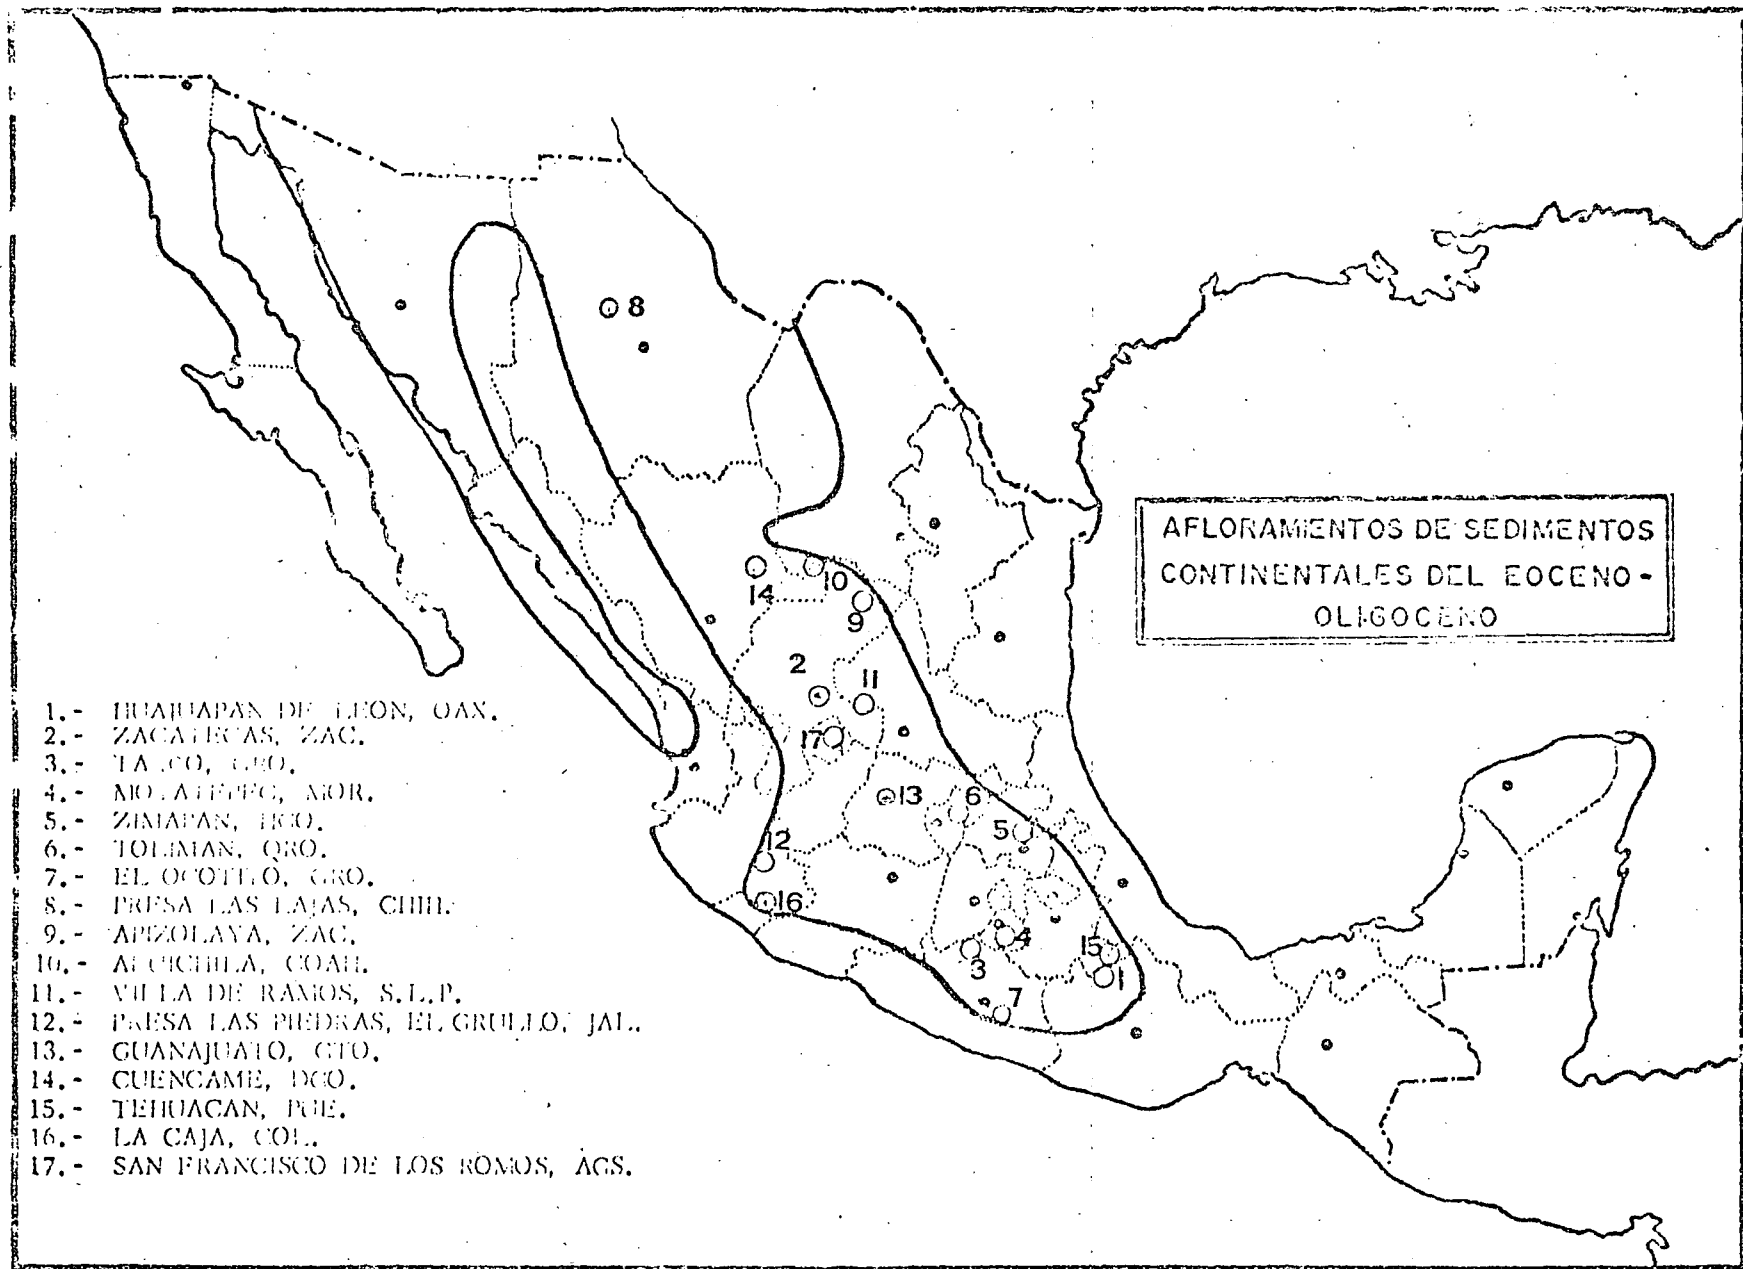 AFLORAMIENTOS DE SEDIMENTOS
CONTINENTALES DEL EOCENO-
OLIGOCENO
1.- HUAJUAPAN DE LEON, OAX.
2.- ZACATECAS, ZAC.
3.- GRO.
4.- MOR.
5.- ZIMAPAN, HGO.
6.- TOLIMAN, QRO.
7.- EL OCOTILO, GRO.
8.- PRESA LAS LAJAS, CHIH.
9.- APIZOLAYA, ZAC.
10.- COAH.
11.- VILLA DE RAMOS, S.L.P.
12.- PRESA LAS PIEDRAS, EL GRULLO, JAL.
13.- GUANAJUATO, GTO.
14.- CUENCAME, DGO.
15.- TEHUACAN, PUE.
16.- LA CAJA, COL.
17.- SAN FRANCISCO DE LOS ROMOS, AGS.
8
10
14
9
2
11
17
13
6
5
12
16
4
15
3
1
7